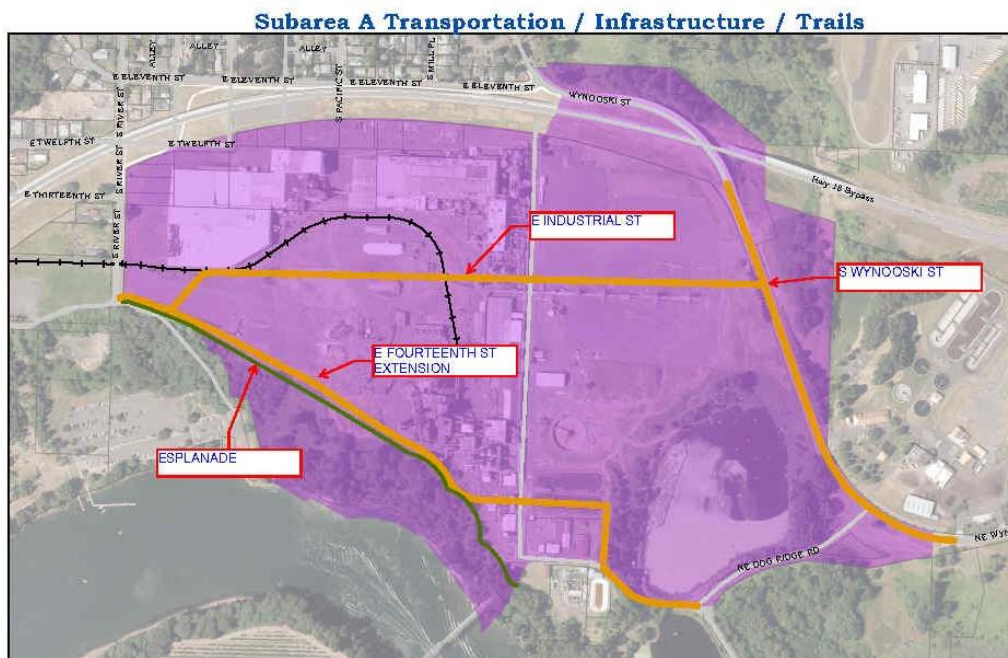 Subarea A Transportation / Infrastructure / Trails
ALLEY
ALLEY
ALLEY
S PACIFIC ST
S MILL PL
E ELEVENTH ST
E ELEVENTH ST
E ELEVENTH ST
S RIVER ST
WYNOOSKI ST
E TWELFTH ST
E TWELFTH ST
E THIRTEENTH ST
S RIVER ST
Hwy 18 Bypass
S RIVER ST
E INDUSTRIAL ST
S WYNOOSKI ST
E FOURTEENTH ST
EXTENSION
ESPLANADE
NE DOG RIDGE RD
NE WYN